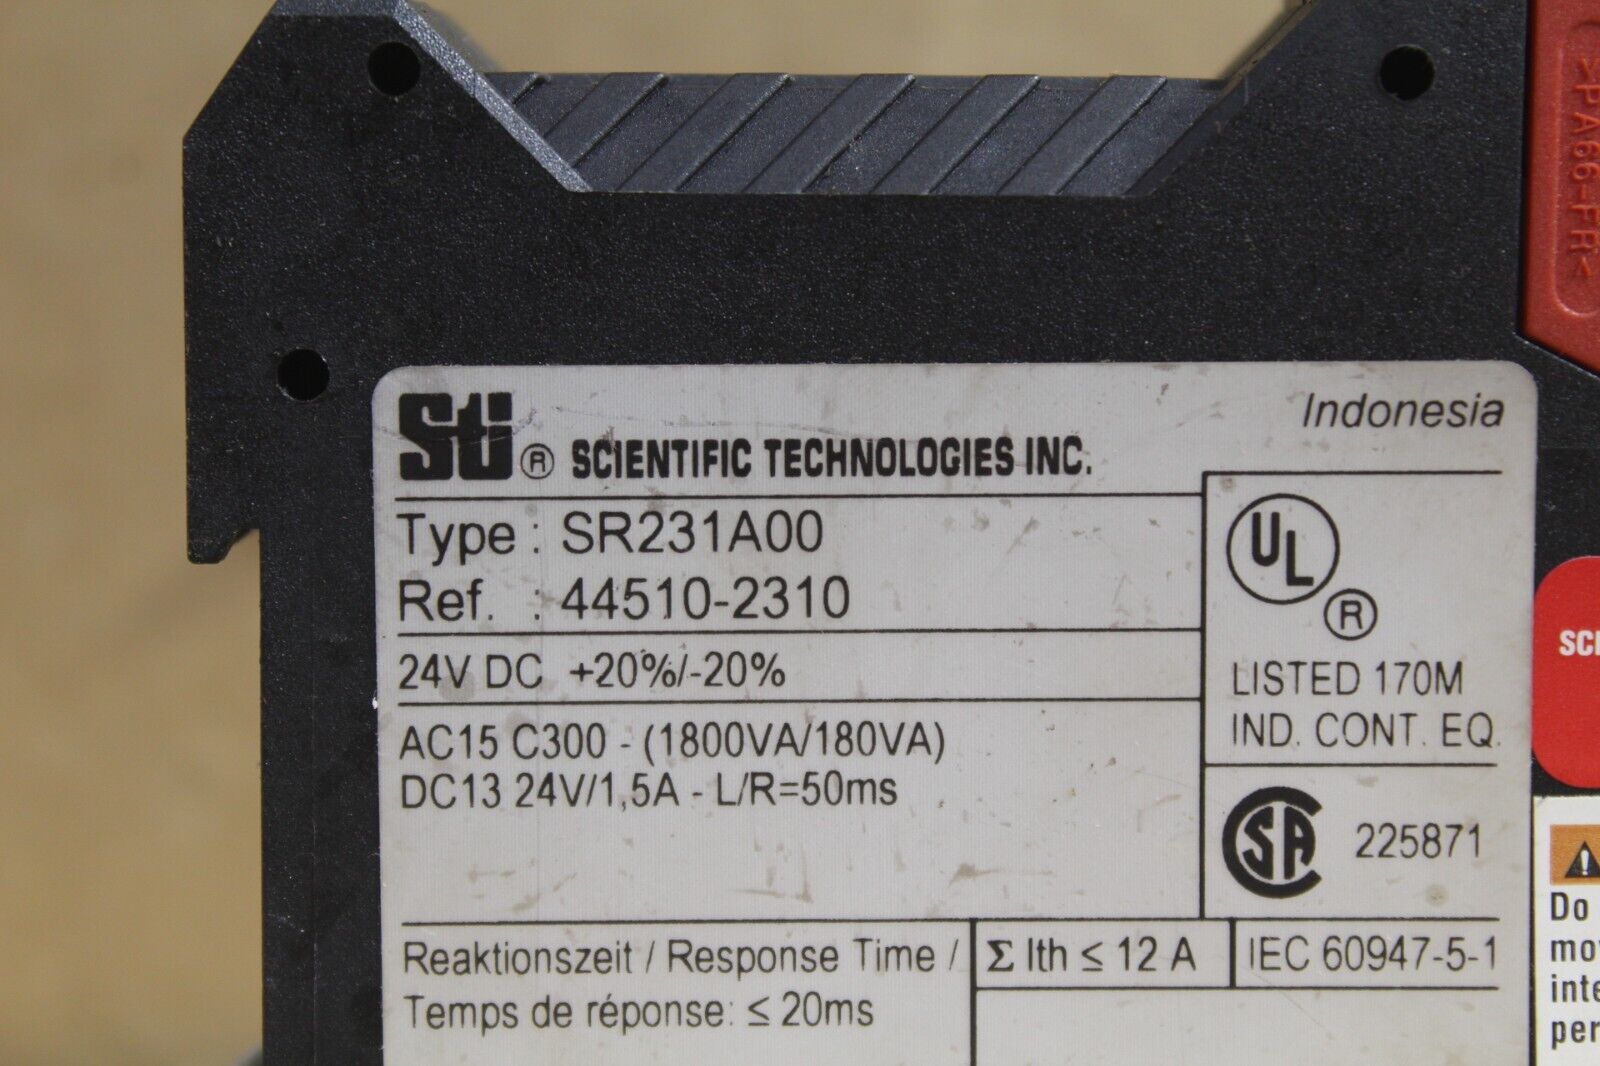 >PA66-FR<
Sti® SCIENTIFIC TECHNOLOGIES INC.
Indonesia
Type : SR231A00
Ref. : 44510-2310
24V DC +20%/-20%
AC15 C300 - (1800VA/180VA)
DC13 24V/1,5A - L/R=50ms
UL ®
LISTED 170M
IND. CONT. EQ.
SA 225871
Reaktionszeit / Response Time /
Temps de réponse: ≤ 20ms
Σ Ith ≤ 12 A
IEC 60947-5-1
Do
per